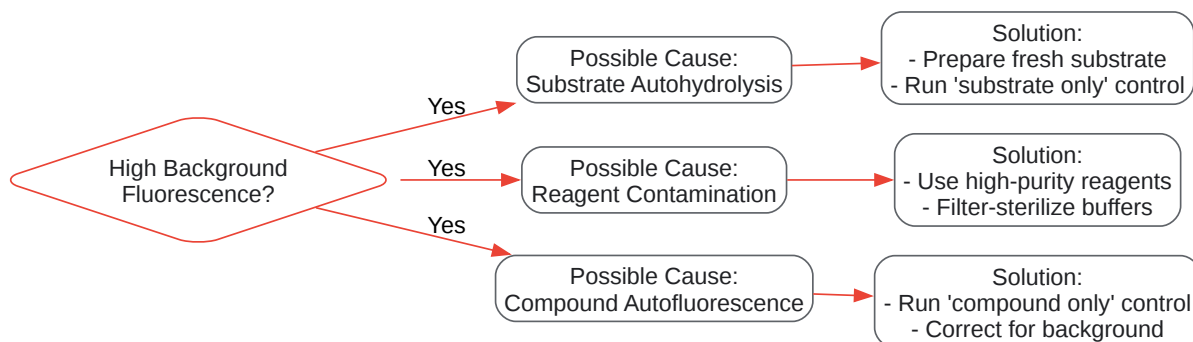 High Background
Fluorescence?
Yes
Possible Cause:
Substrate Autohydrolysis
Solution:
- Prepare fresh substrate
- Run 'substrate only' control
Yes
Possible Cause:
Reagent Contamination
Solution:
- Use high-purity reagents
- Filter-sterilize buffers
Yes
Possible Cause:
Compound Autofluorescence
Solution:
- Run 'compound only' control
- Correct for background